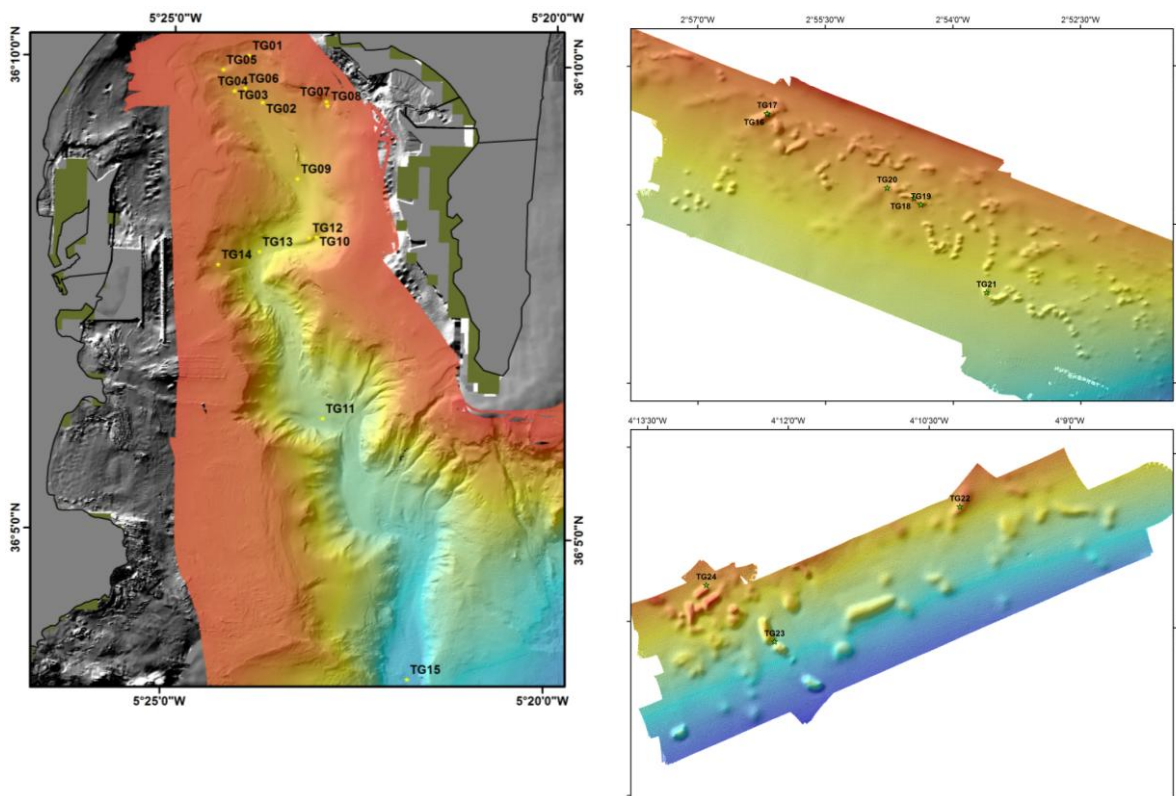 5°25'0"W
5°20'0"W
36°10'0"N
36°10'0"N
TG01
TG05
TG04
TG06
TG03
TG02
TG07
TG08
TG09
TG12
TG10
TG13
TG14
TG11
TG15
36°5'0"N
36°5'0"N
5°25'0"W
5°20'0"W
2°57'0"W
2°55'30"W
2°54'0"W
2°52'30"W
TG17
TG16
TG20
TG19
TG18
TG21
4°13'30"W
4°12'0"W
4°10'30"W
4°9'0"W
TG22
TG24
TG23